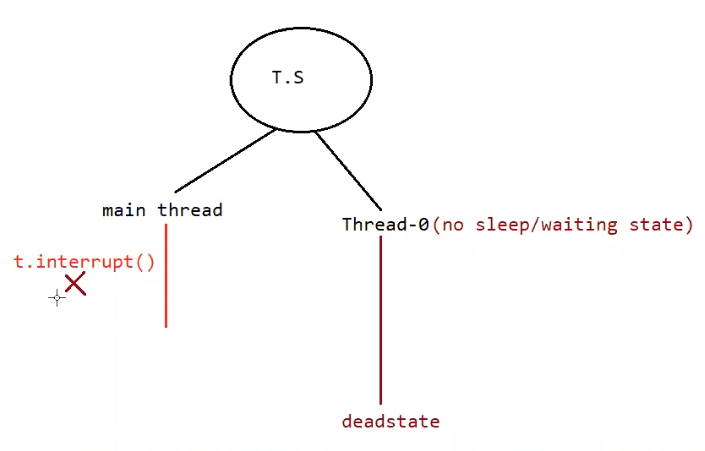 T.S
main thread
Thread-0(no sleep/waiting state)
t.interrupt()
deadstate